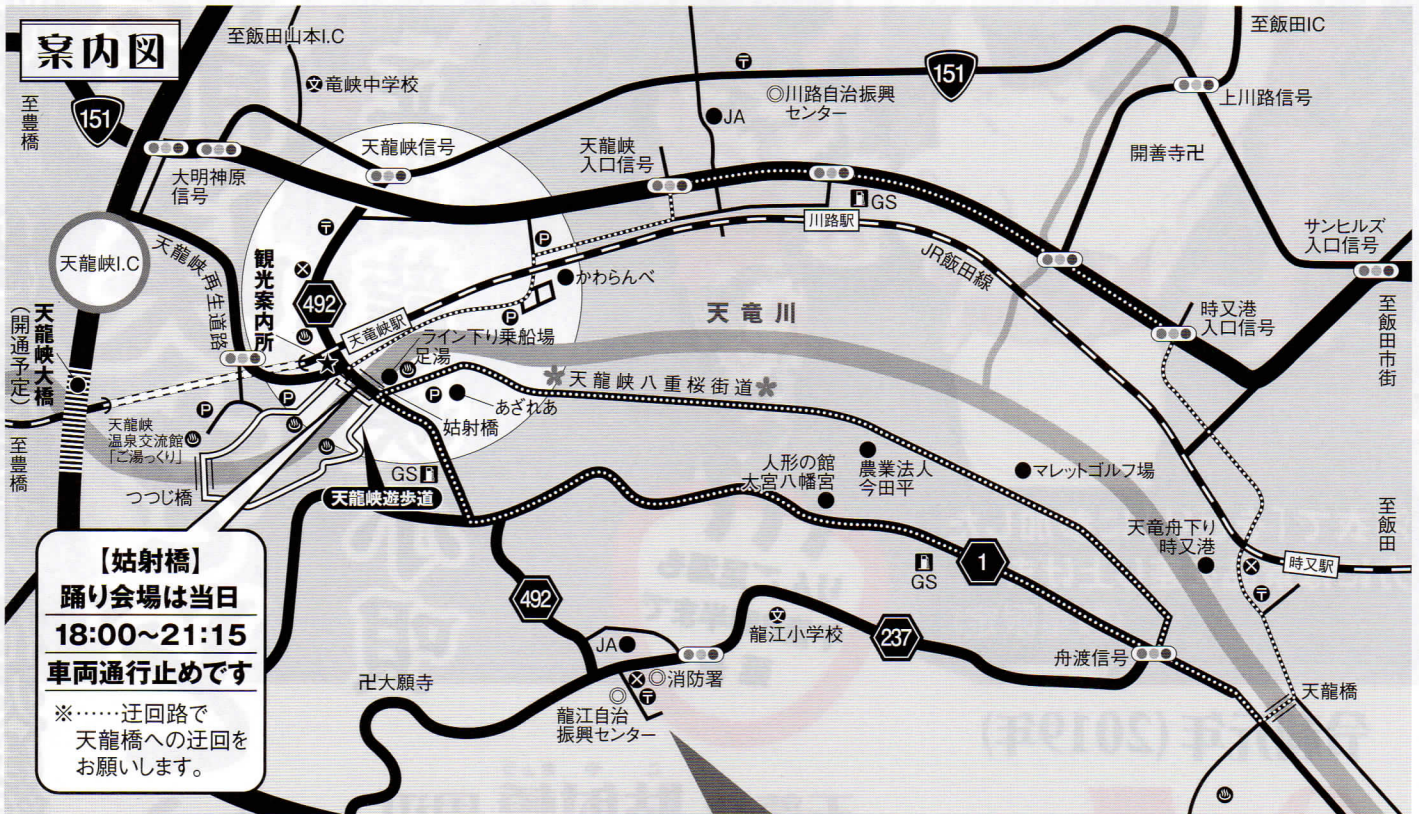 案内図
至飯田山本I.C
至飯田IC
151
至豊橋
竜峡中学校
〒
JA
◎川路自治振興
センター
151
上川路信号
天龍峡信号
天龍峡
入口信号
開善寺卍
大明神原
信号
〒
P
GS
川路駅
サンヒルズ
入口信号
天龍峡I.C
天龍峡再生道路
観光案内所
492
かわらんべ
P
JR飯田線
天竜川
時又港
入口信号
至飯田市街
天龍峡大橋
(開通予定)
天竜峡駅
ライン下り乗船場
足湯
天龍峡八重桜街道
P
あざれあ
姑射橋
至豊橋
天龍峡
温泉交流館
「ご湯っくり」
P
P
つつじ橋
GS
天龍峡遊歩道
人形の館
大宮八幡宮
農業法人
今田平
マレットゴルフ場
天竜舟下り
時又港
至飯田
時又駅
〒
GS
1
【姑射橋】
踊り会場は当日
18:00~21:15
車両通行止めです
※……迂回路で
天龍橋への迂回を
お願いします。
492
文
龍江小学校
237
舟渡信号
JA
◎消防署
〒
卍大願寺
◎
龍江自治
振興センター
天龍橋